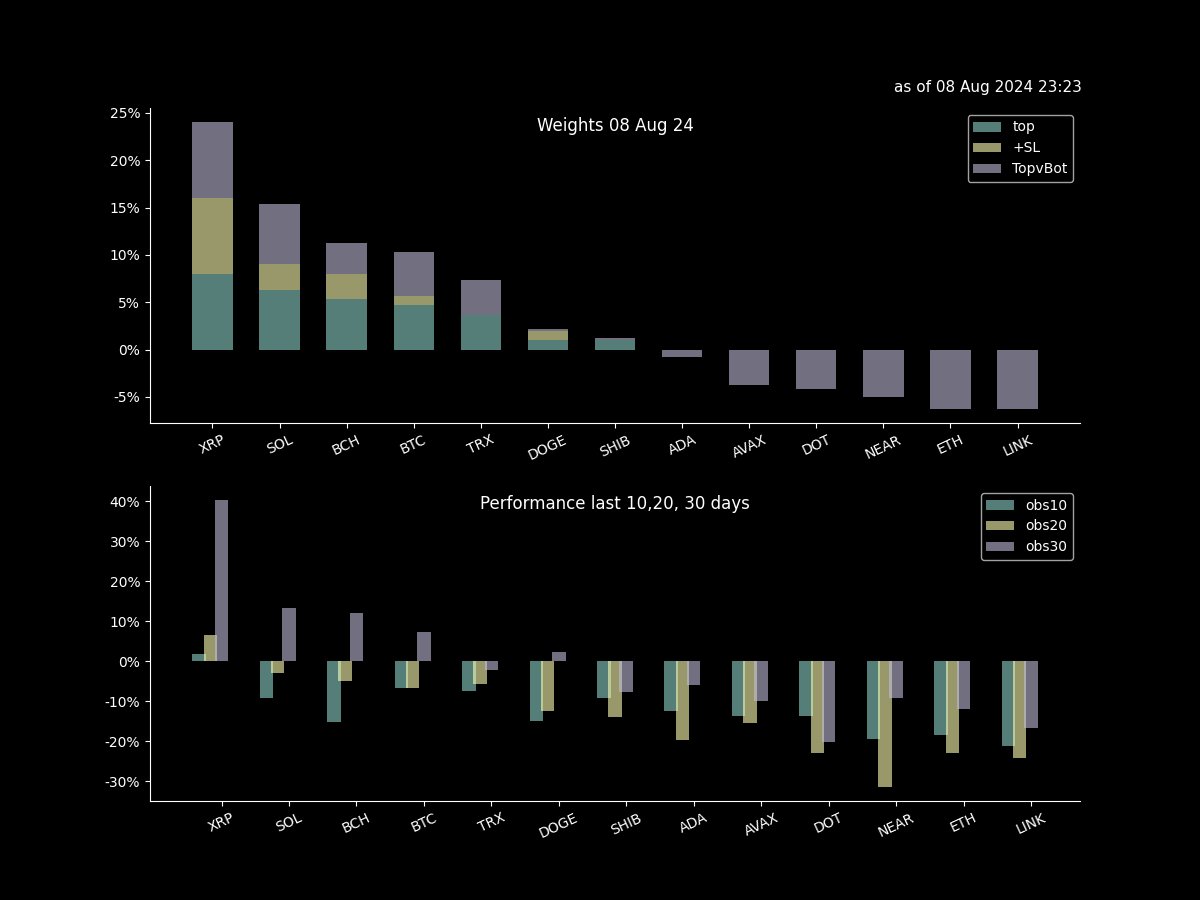 as of 08 Aug 2024 23:23
Weights 08 Aug 24
top
+SL
TopvBot
25%
20%
15%
10%
5%
0%
-5%
XRP SOL BCH BTC TRX DOGE SHIB ADA AVAX DOT NEAR ETH LINK
Performance last 10,20, 30 days
obs10
obs20
obs30
40%
30%
20%
10%
0%
-10%
-20%
-30%
XRP SOL BCH BTC TRX DOGE SHIB ADA AVAX DOT NEAR ETH LINK